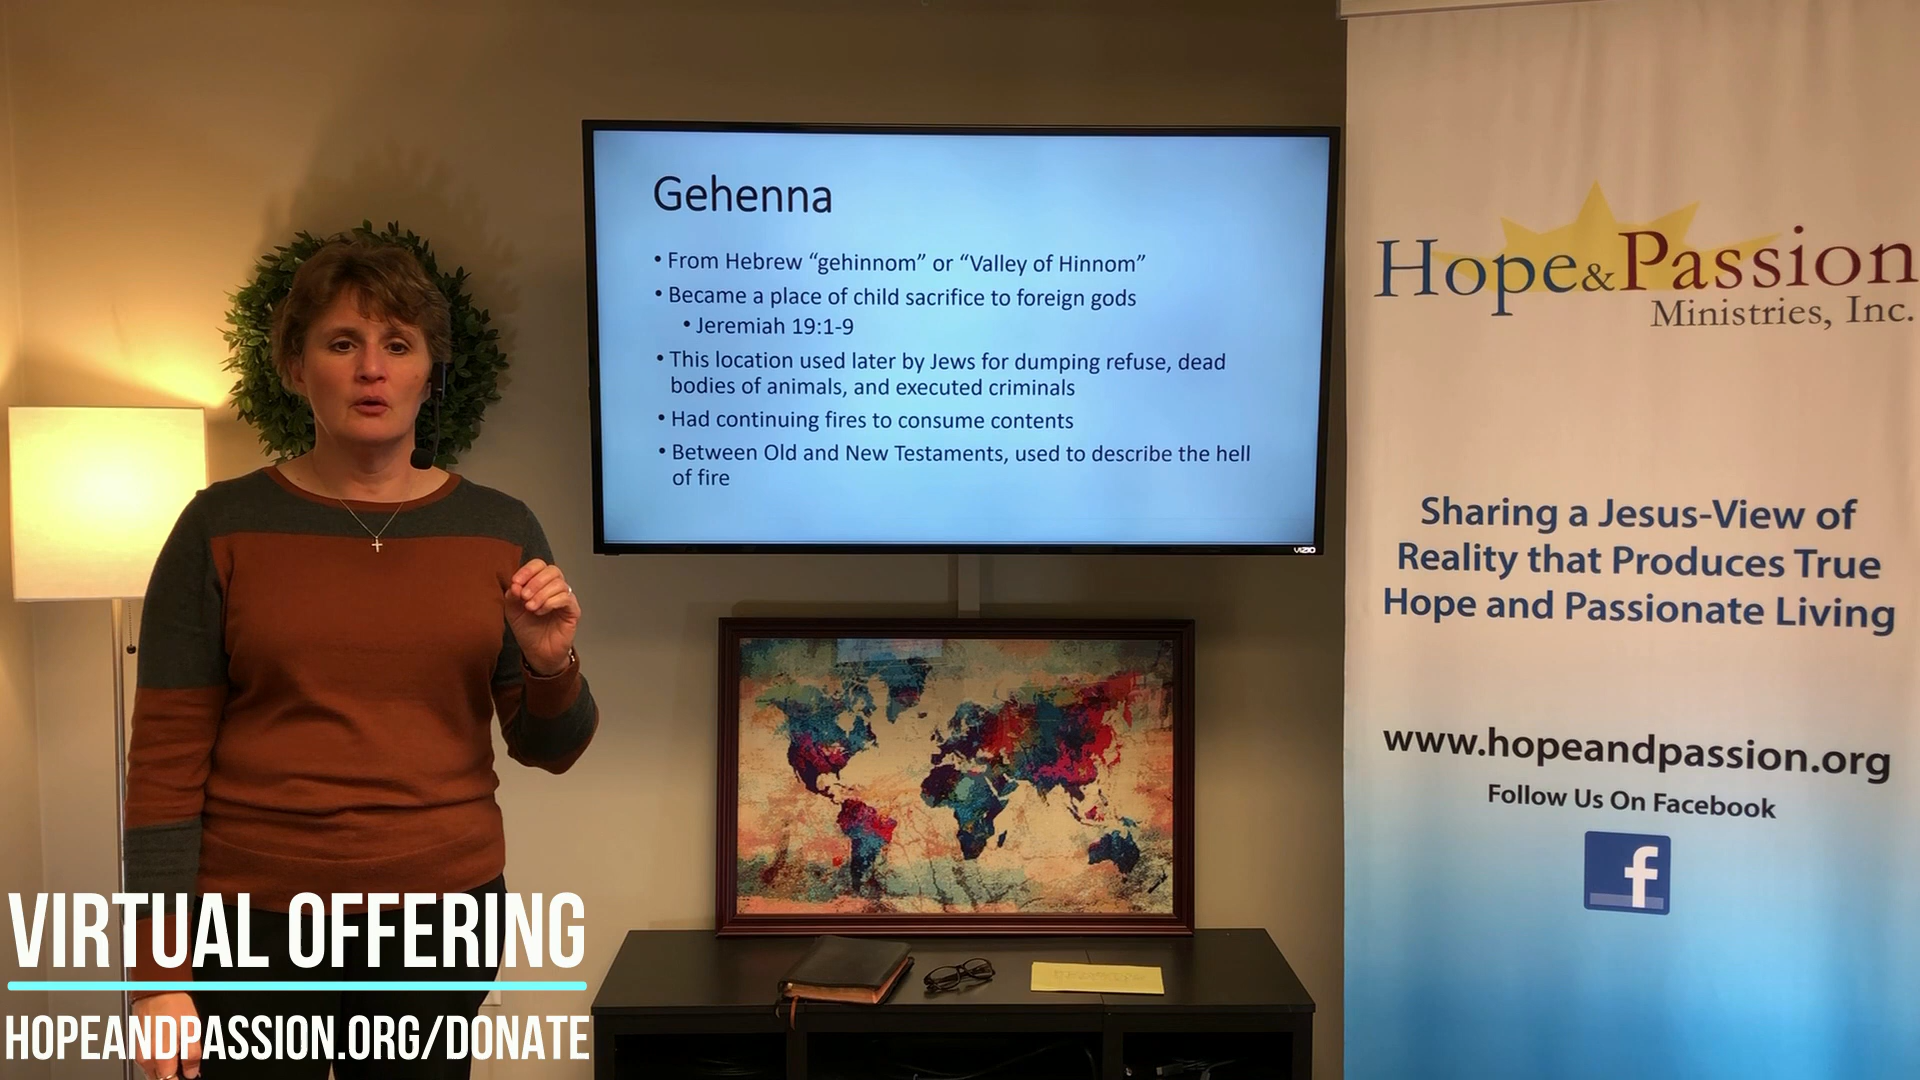 Gehenna
• From Hebrew “gehinnom” or “Valley of Hinnom”
• Became a place of child sacrifice to foreign gods
• Jeremiah 19:1-9
• This location used later by Jews for dumping refuse, dead
bodies of animals, and executed criminals
• Had continuing fires to consume contents
• Between Old and New Testaments, used to describe the hell
of fire
VIZIO
Hope&Passion
Ministries, Inc.
Sharing a Jesus-View of
Reality that Produces True
Hope and Passionate Living
www.hopeandpassion.org
Follow Us On Facebook
f
VIRTUAL OFFERING
HOPEANDPASSION.ORG/DONATE